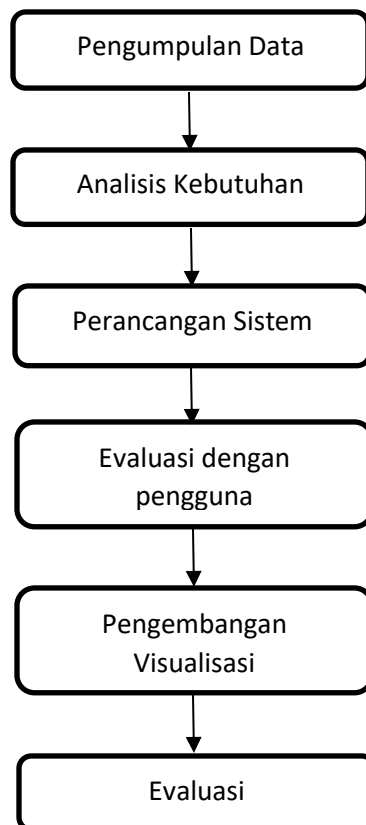 Pengumpulan Data
Analisis Kebutuhan
Perancangan Sistem
Evaluasi dengan
pengguna
Pengembangan
Visualisasi
Evaluasi